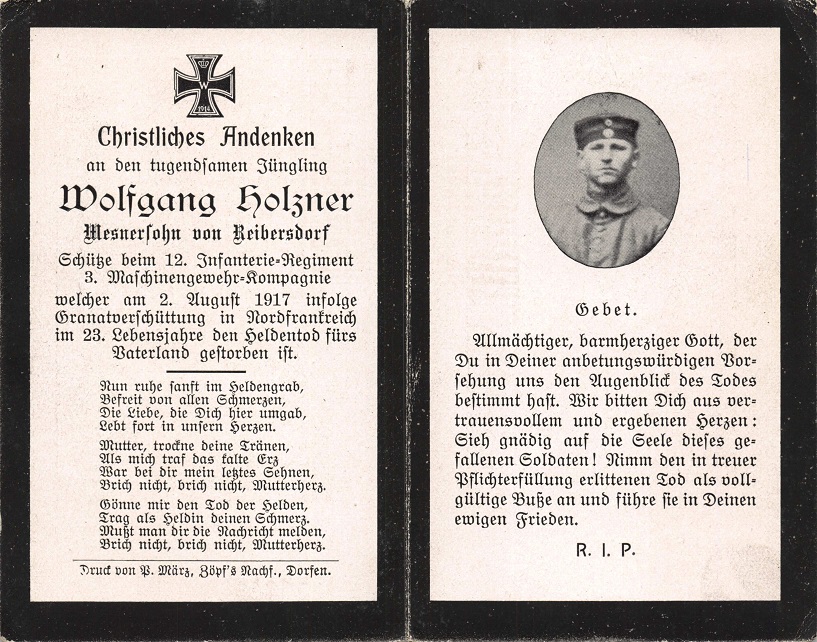 W
1914
Christliches Andenken
an den tugendsamen Jüngling
Wolfgang Holzner
Mesnersohn von Reibersdorf
Schütze beim 12. Infanterie-Regiment
3. Maschinengewehr-Kompagnie
welcher am 2. August 1917 infolge
Granatverschüttung in Nordfrankreich
im 23. Lebensjahre den Heldentod fürs
Vaterland gestorben ist.
Nun ruhe sanft im Heldengrab,
Befreit von allen Schmerzen,
Die Liebe, die Dich hier umgab,
Lebt fort in unsern Herzen.
Mutter, trockne deine Tränen,
Als mich traf das kalte Erz
War bei dir mein letztes Sehnen,
Brich nicht, brich nicht, Mutterherz.
Gönne mir den Tod der Helden,
Trag als Heldin deinen Schmerz.
Mußt man dir die Nachricht melden,
Brich nicht, brich nicht, Mutterherz.
Druck von P. März, Zöpf's Nachf., Dorfen.
Gebet.
Allmächtiger, barmherziger Gott, der
Du in Deiner anbetungswürdigen Vor-
sehung uns den Augenblick des Todes
bestimmt hast. Wir bitten Dich aus ver-
trauensvollem und ergebenen Herzen:
Sieh gnädig auf die Seele dieses ge-
fallenen Soldaten! Nimm den in treuer
Pflichterfüllung erlittenen Tod als voll-
gültige Buße an und führe sie in Deinen
ewigen Frieden.
R. I. P.